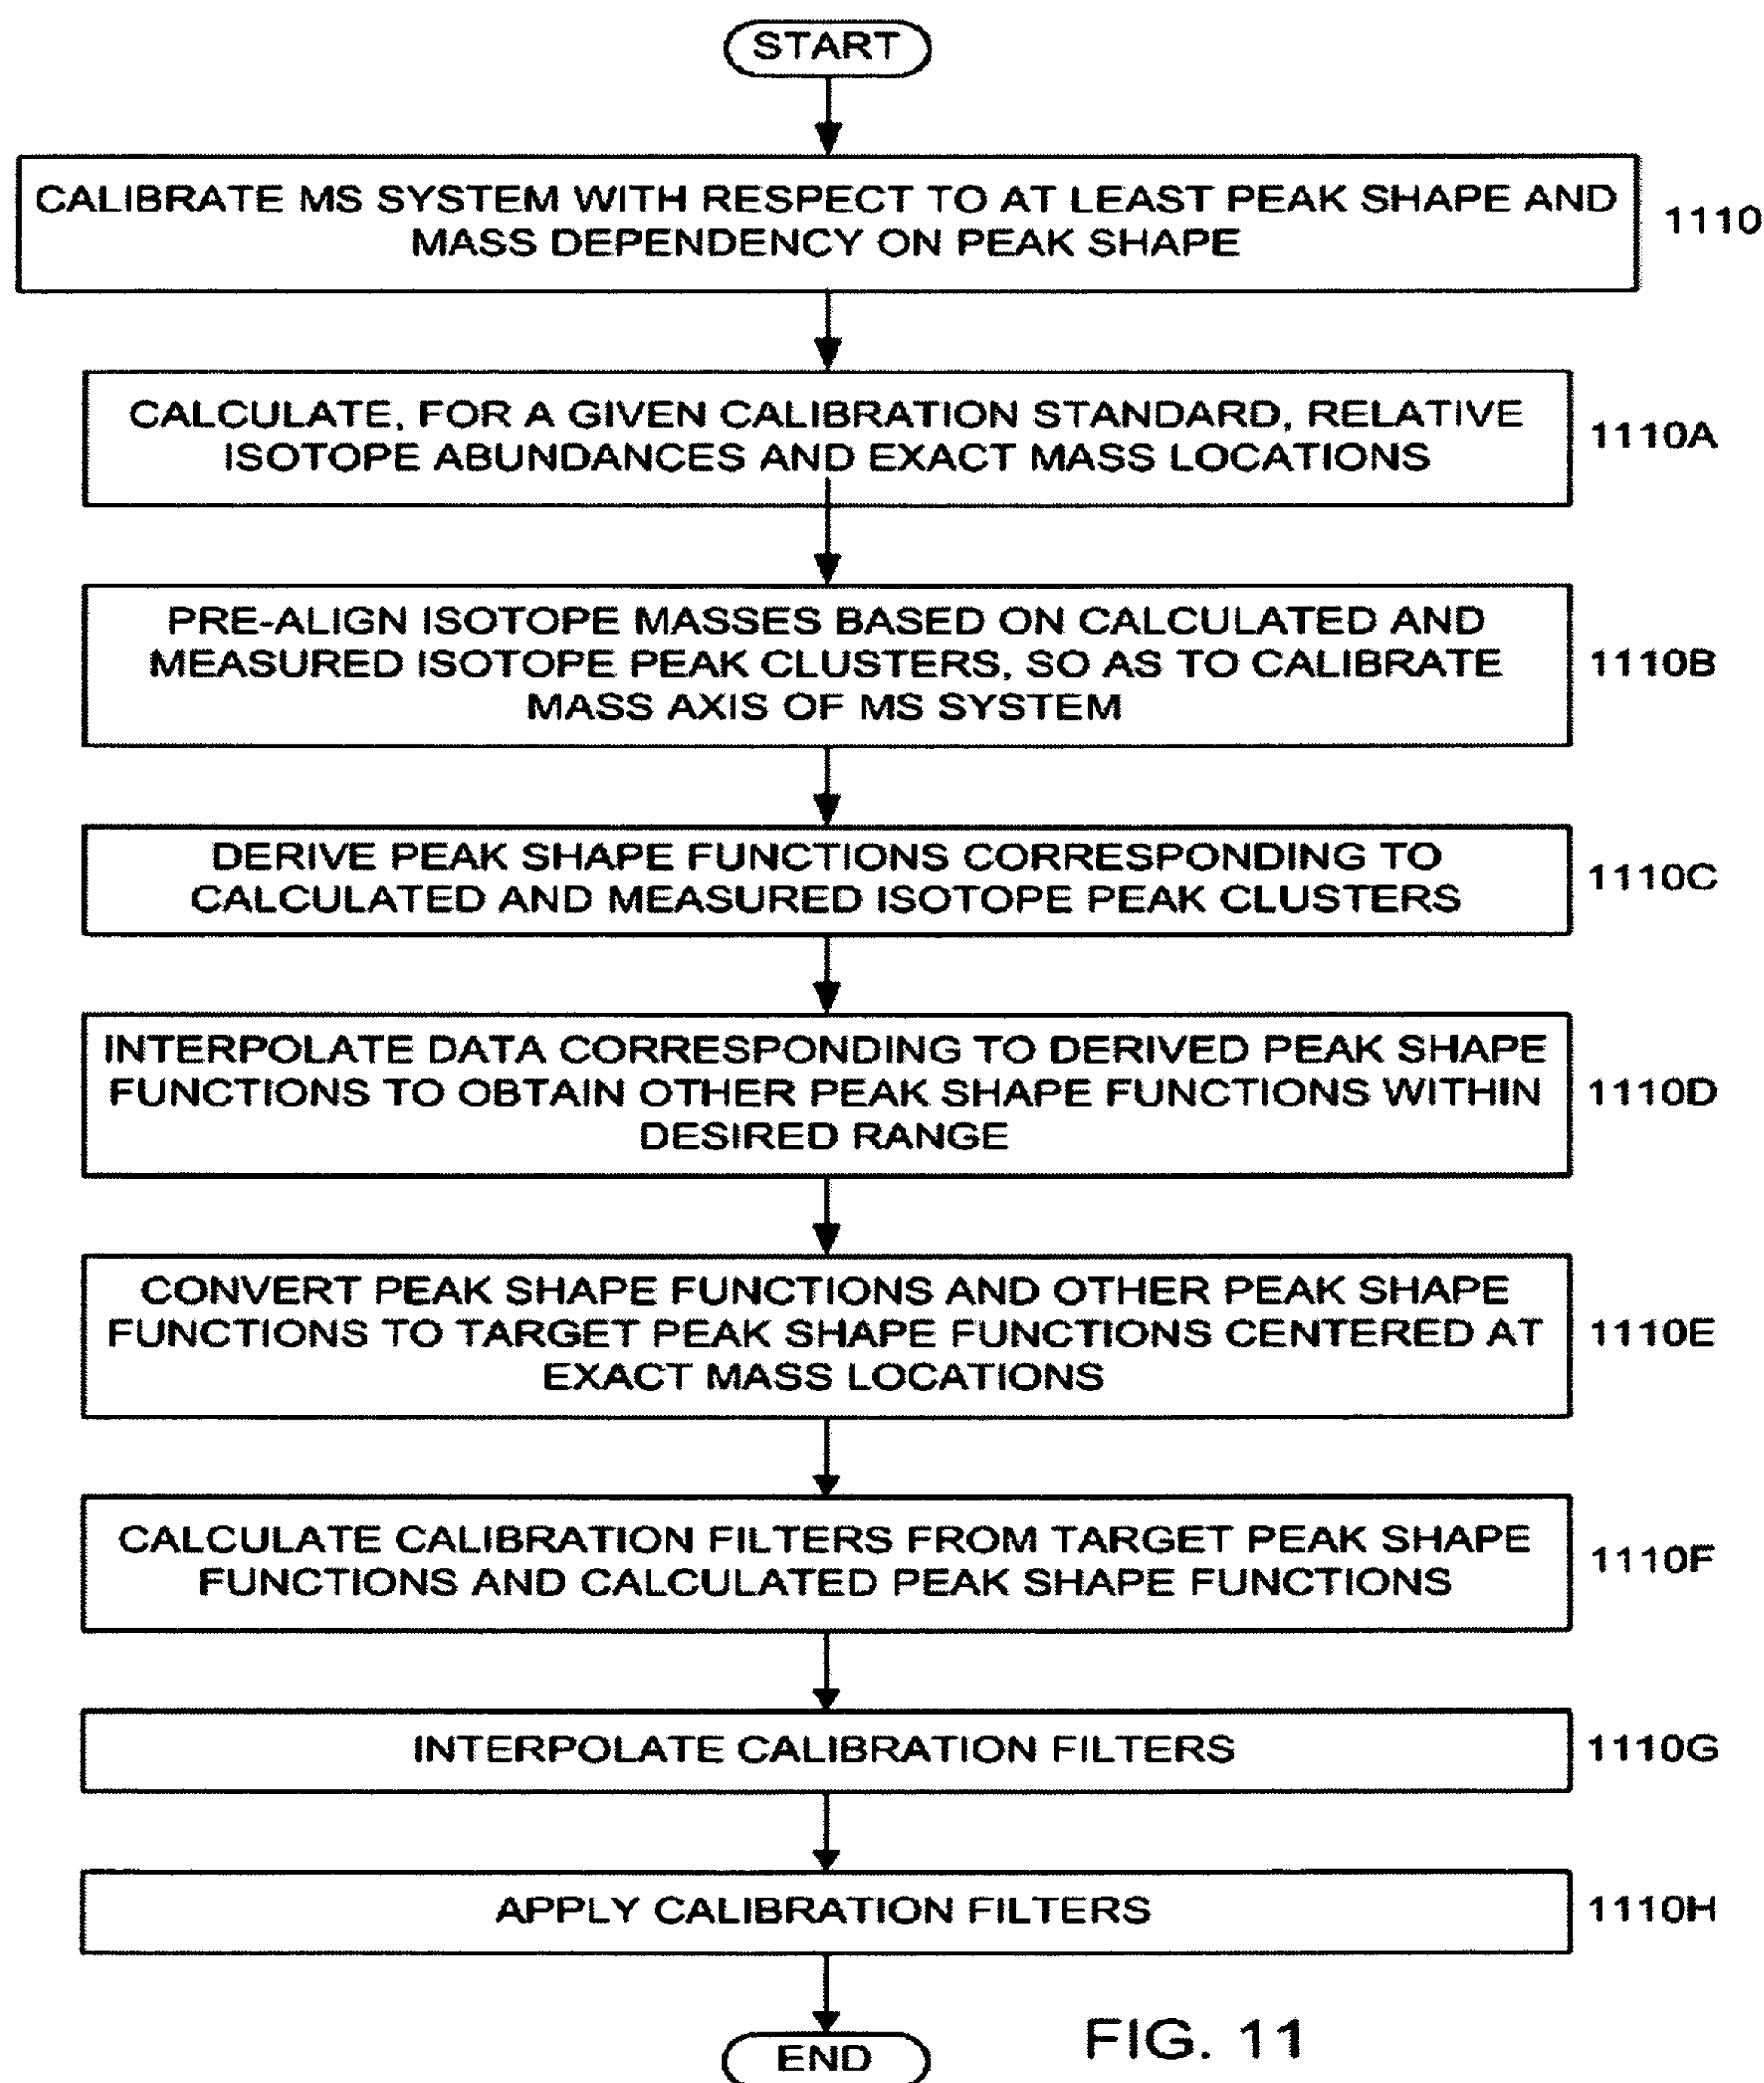 START
CALIBRATE MS SYSTEM WITH RESPECT TO AT LEAST PEAK SHAPE AND
MASS DEPENDENCY ON PEAK SHAPE
1110
CALCULATE, FOR A GIVEN CALIBRATION STANDARD, RELATIVE
ISOTOPE ABUNDANCES AND EXACT MASS LOCATIONS
1110A
PRE-ALIGN ISOTOPE MASSES BASED ON CALCULATED AND
MEASURED ISOTOPE PEAK CLUSTERS, SO AS TO CALIBRATE
MASS AXIS OF MS SYSTEM
1110B
DERIVE PEAK SHAPE FUNCTIONS CORRESPONDING TO
CALCULATED AND MEASURED ISOTOPE PEAK CLUSTERS
1110C
INTERPOLATE DATA CORRESPONDING TO DERIVED PEAK SHAPE
FUNCTIONS TO OBTAIN OTHER PEAK SHAPE FUNCTIONS WITHIN
DESIRED RANGE
1110D
CONVERT PEAK SHAPE FUNCTIONS AND OTHER PEAK SHAPE
FUNCTIONS TO TARGET PEAK SHAPE FUNCTIONS CENTERED AT
EXACT MASS LOCATIONS
1110E
CALCULATE CALIBRATION FILTERS FROM TARGET PEAK SHAPE
FUNCTIONS AND CALCULATED PEAK SHAPE FUNCTIONS
1110F
INTERPOLATE CALIBRATION FILTERS
1110G
APPLY CALIBRATION FILTERS
1110H
END
FIG. 11